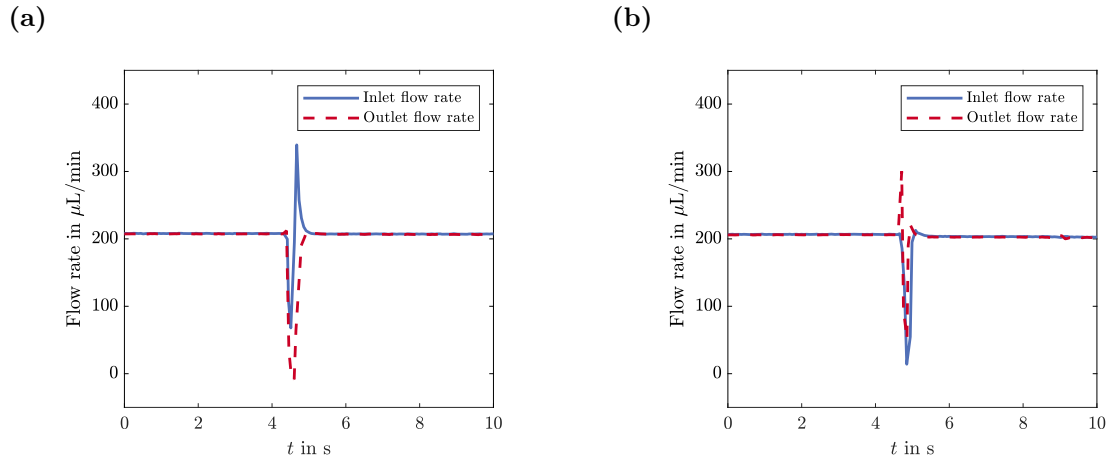 (a)
Flow rate in μL/min
400
300
200
100
0
Inlet flow rate
Outlet flow rate
0 2 4 6 8 10
t in s
(b)
Flow rate in μL/min
400
300
200
100
0
Inlet flow rate
Outlet flow rate
0 2 4 6 8 10
t in s